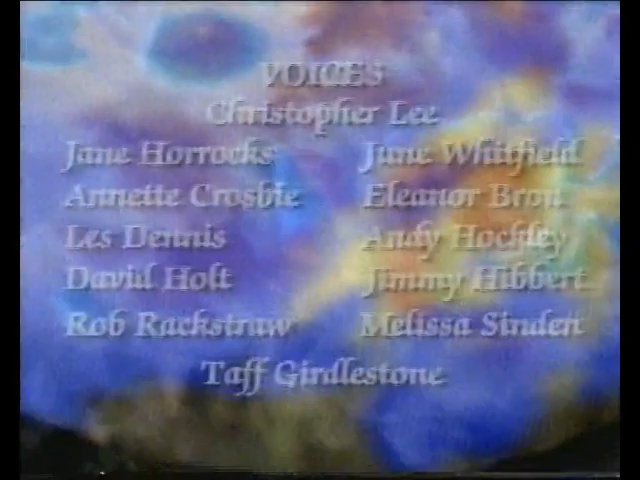 VOICES
Christopher Lee
Jane Horrocks June Whitfield
Annette Crosbie Eleanor Bron
Les Dennis Andy Hockley
David Holt Jimmy Hibbert
Rob Rackstraw Melissa Sinden
Taff Girdlestone